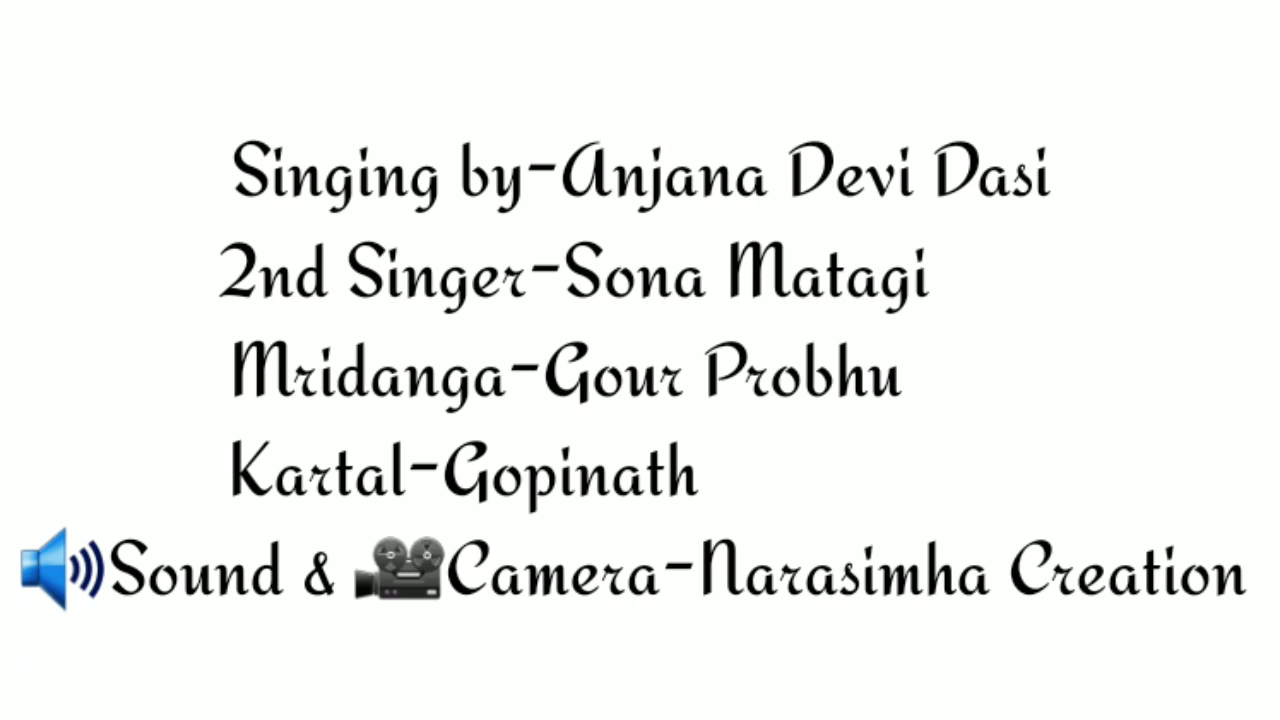 Singing by-Anjana Devi Dasi
2nd Singer-Sona Matagi
Mridanga-Gour Probhu
Kartal-Gopinath
🔊Sound & 🎥Camera-Narasimha Creation